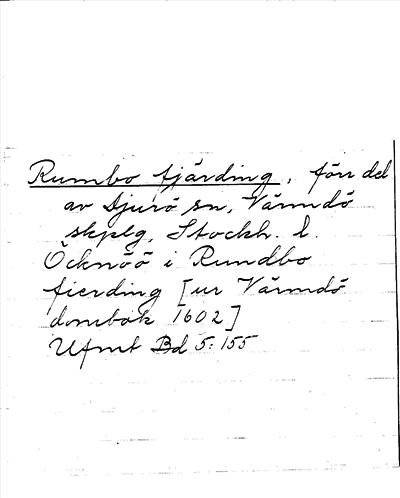 Rumbo fjärding, förr del
av Djurö sn, Värmdö
skplg, Stockh. l.
Öcknöö i Rundbo
fierding [ur Värmdö
dombok 1602]
Ufmt Bd 5:155